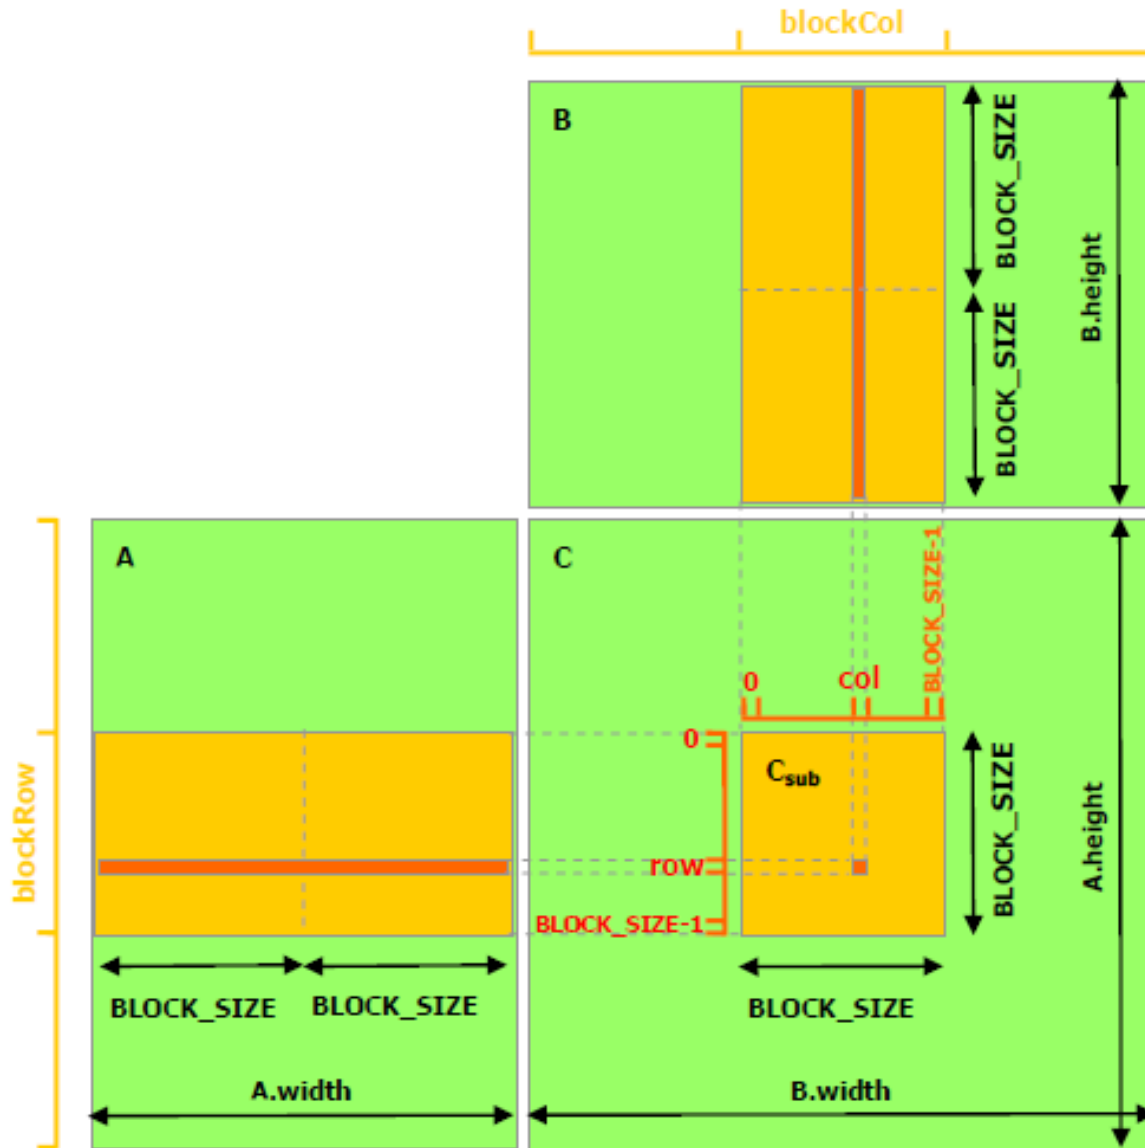 blockCol
B
BLOCK_SIZE
BLOCK_SIZE
B.height
A
C
BLOCK_SIZE-1
0
col
0
C_sub
row
BLOCK_SIZE-1
BLOCK_SIZE
A.height
blockRow
BLOCK_SIZE
BLOCK_SIZE
BLOCK_SIZE
A.width
B.width